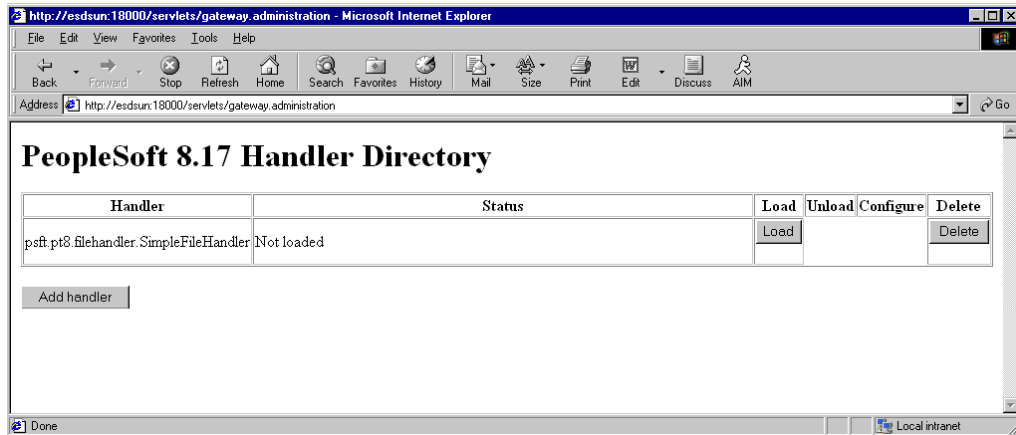 http://esdsun:18000/servlets/gateway.administration - Microsoft Internet Explorer
File Edit View Favorites Tools Help
Back Forward Stop Refresh Home Search Favorites History Mail Size Print Edit Discuss AIM
Address http://esdsun:18000/servlets/gateway.administration Go
PeopleSoft 8.17 Handler Directory
Handler Status Load Unload Configure Delete
psft.pt8.filehandler.SimpleFileHandler Not loaded Load Delete
Add handler
Done Local intranet